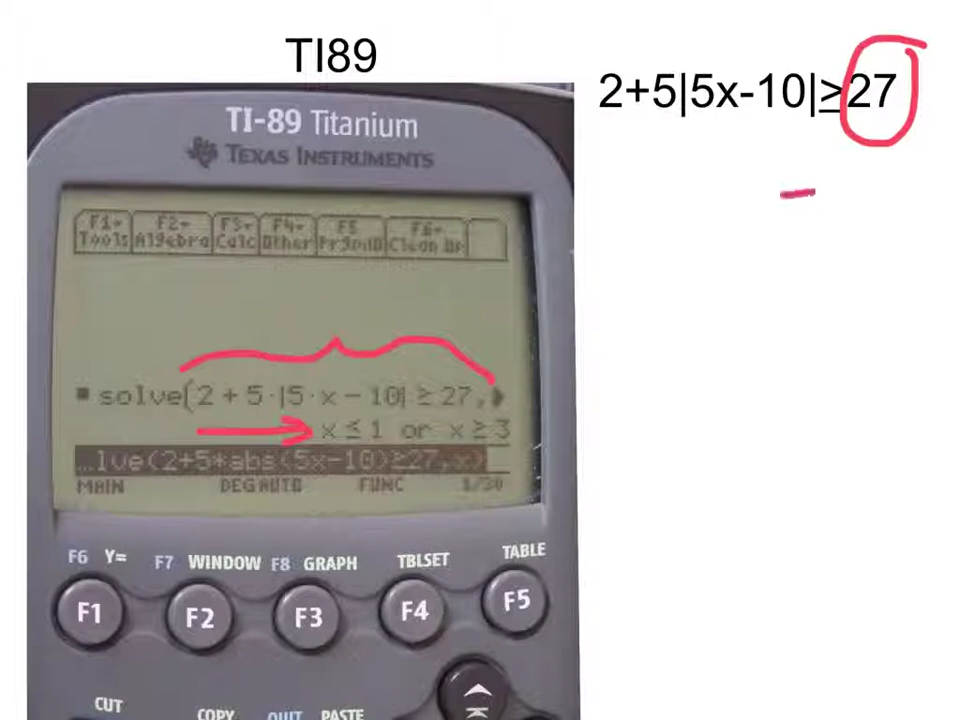 TI89
2+5|5x-10|≥27
TI-89 Titanium
TEXAS INSTRUMENTS
F1▾ Tools F2▾ Algebra F3▾ Calc F4▾ Other F5 PrgmIO F6▾ Clean Up
■ solve(2 + 5·|5·x − 10| ≥ 27,▶
x ≤ 1 or x ≥ 3
…lve(2+5*abs(5x-10)≥27,x)
MAIN DEG AUTO FUNC 1/30
F6 Y= F7 WINDOW F8 GRAPH TBLSET TABLE
F1 F2 F3 F4 F5
CUT COPY QUIT PASTE